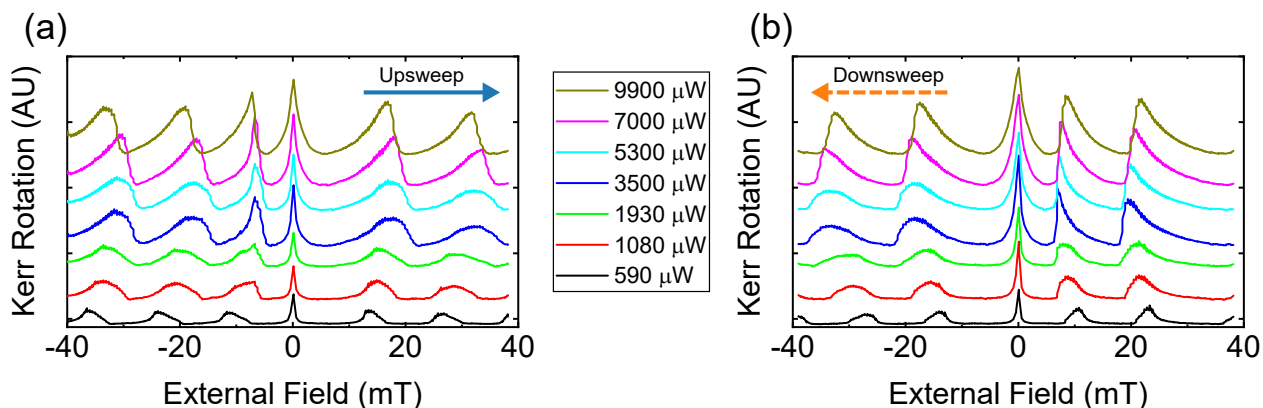 (a)
Kerr Rotation (AU)
Upsweep
-40 -20 0 20 40
External Field (mT)
9900 μW
7000 μW
5300 μW
3500 μW
1930 μW
1080 μW
590 μW
(b)
Kerr Rotation (AU)
Downsweep
-40 -20 0 20 40
External Field (mT)